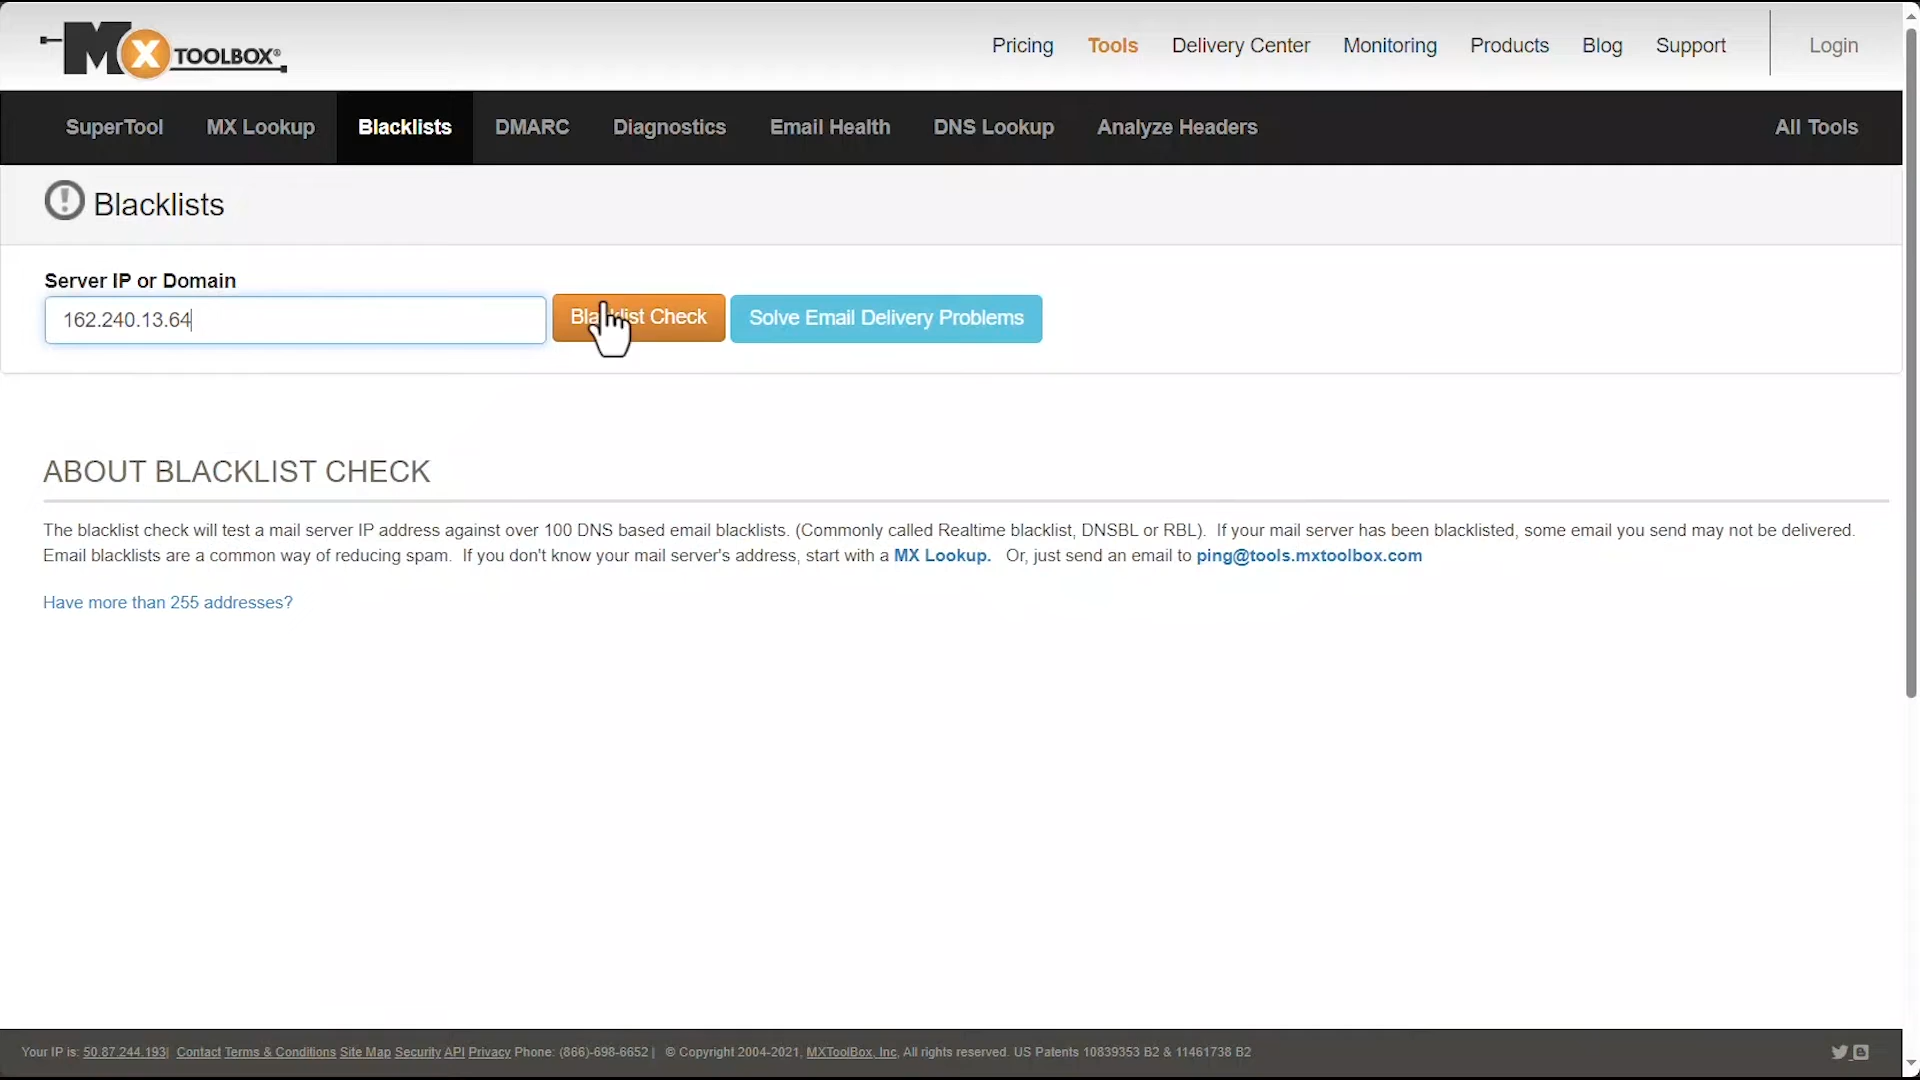 MX TOOLBOX®
Pricing Tools Delivery Center Monitoring Products Blog Support Login
SuperTool MX Lookup Blacklists DMARC Diagnostics Email Health DNS Lookup Analyze Headers All Tools
Blacklists
Server IP or Domain
162.240.13.64 Blacklist Check Solve Email Delivery Problems
ABOUT BLACKLIST CHECK
The blacklist check will test a mail server IP address against over 100 DNS based email blacklists. (Commonly called Realtime blacklist, DNSBL or RBL). If your mail server has been blacklisted, some email you send may not be delivered.
Email blacklists are a common way of reducing spam. If you don't know your mail server's address, start with a MX Lookup. Or, just send an email to ping@tools.mxtoolbox.com
Have more than 255 addresses?
Your IP is: 50.87.244.193| Contact Terms & Conditions Site Map Security API Privacy Phone: (866)-698-6652 | © Copyright 2004-2021, MXToolBox, Inc, All rights reserved. US Patents 10839353 B2 & 11461738 B2